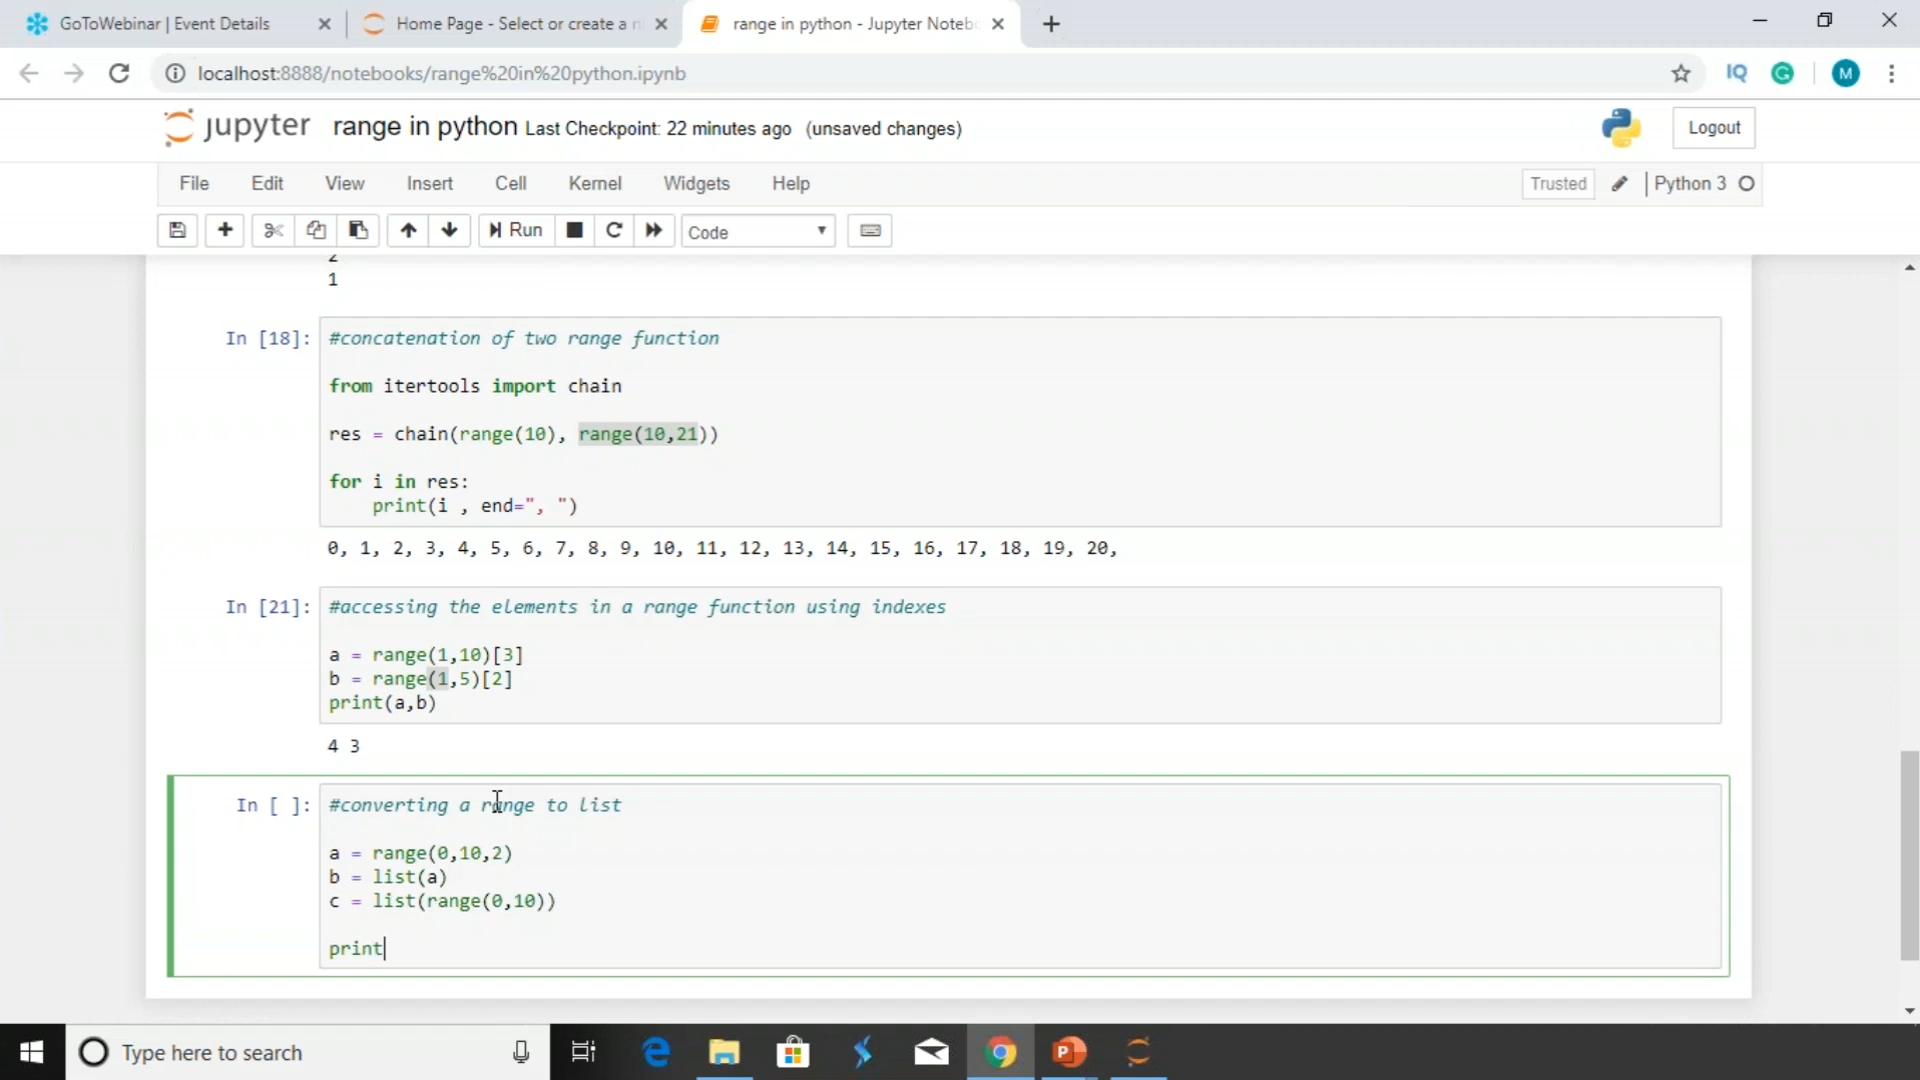 GoToWebinar | Event Details
Home Page - Select or create a n
range in python - Jupyter Noteb
localhost:8888/notebooks/range%20in%20python.ipynb
IQ
G
M
jupyter range in python Last Checkpoint: 22 minutes ago (unsaved changes)
Logout
File Edit View Insert Cell Kernel Widgets Help
Trusted
Python 3
Run
Code
2
1
In [18]:
#concatenation of two range function
from itertools import chain
res = chain(range(10), range(10,21))
for i in res:
print(i , end=", ")
0, 1, 2, 3, 4, 5, 6, 7, 8, 9, 10, 11, 12, 13, 14, 15, 16, 17, 18, 19, 20,
In [21]:
#accessing the elements in a range function using indexes
a = range(1,10)[3]
b = range(1,5)[2]
print(a,b)
4 3
In [ ]:
#converting a range to list
a = range(0,10,2)
b = list(a)
c = list(range(0,10))
print
Type here to search
P